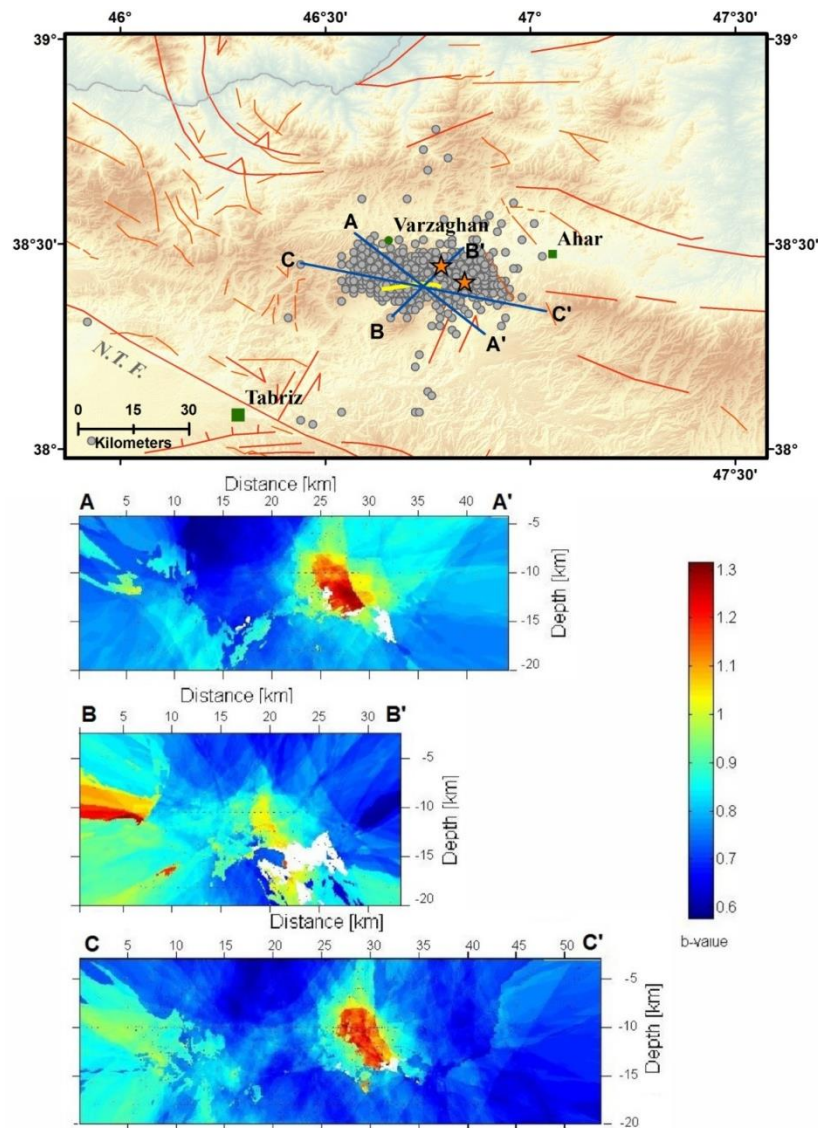 46° 46°30' 47° 47°30'
39° 39°
Varzaghan
A
B'
Ahar
38°30' 38°30'
C
C'
B
A'
N.T.F.
Tabriz
0 15 30
Kilometers
38° 38°
46° 46°30' 47° 47°30'
Distance [km]
A 5 10 15 20 25 30 35 40 A'
-5
-10
-15
-20
Depth [km]
Distance [km]
B 5 10 15 20 25 30 B'
-5
-10
-15
-20
Depth [km]
Distance [km]
C 5 10 15 20 25 30 35 40 45 50 C'
-5
-10
-15
-20
Depth [km]
1.3
1.2
1.1
1
0.9
0.8
0.7
0.6
b-value